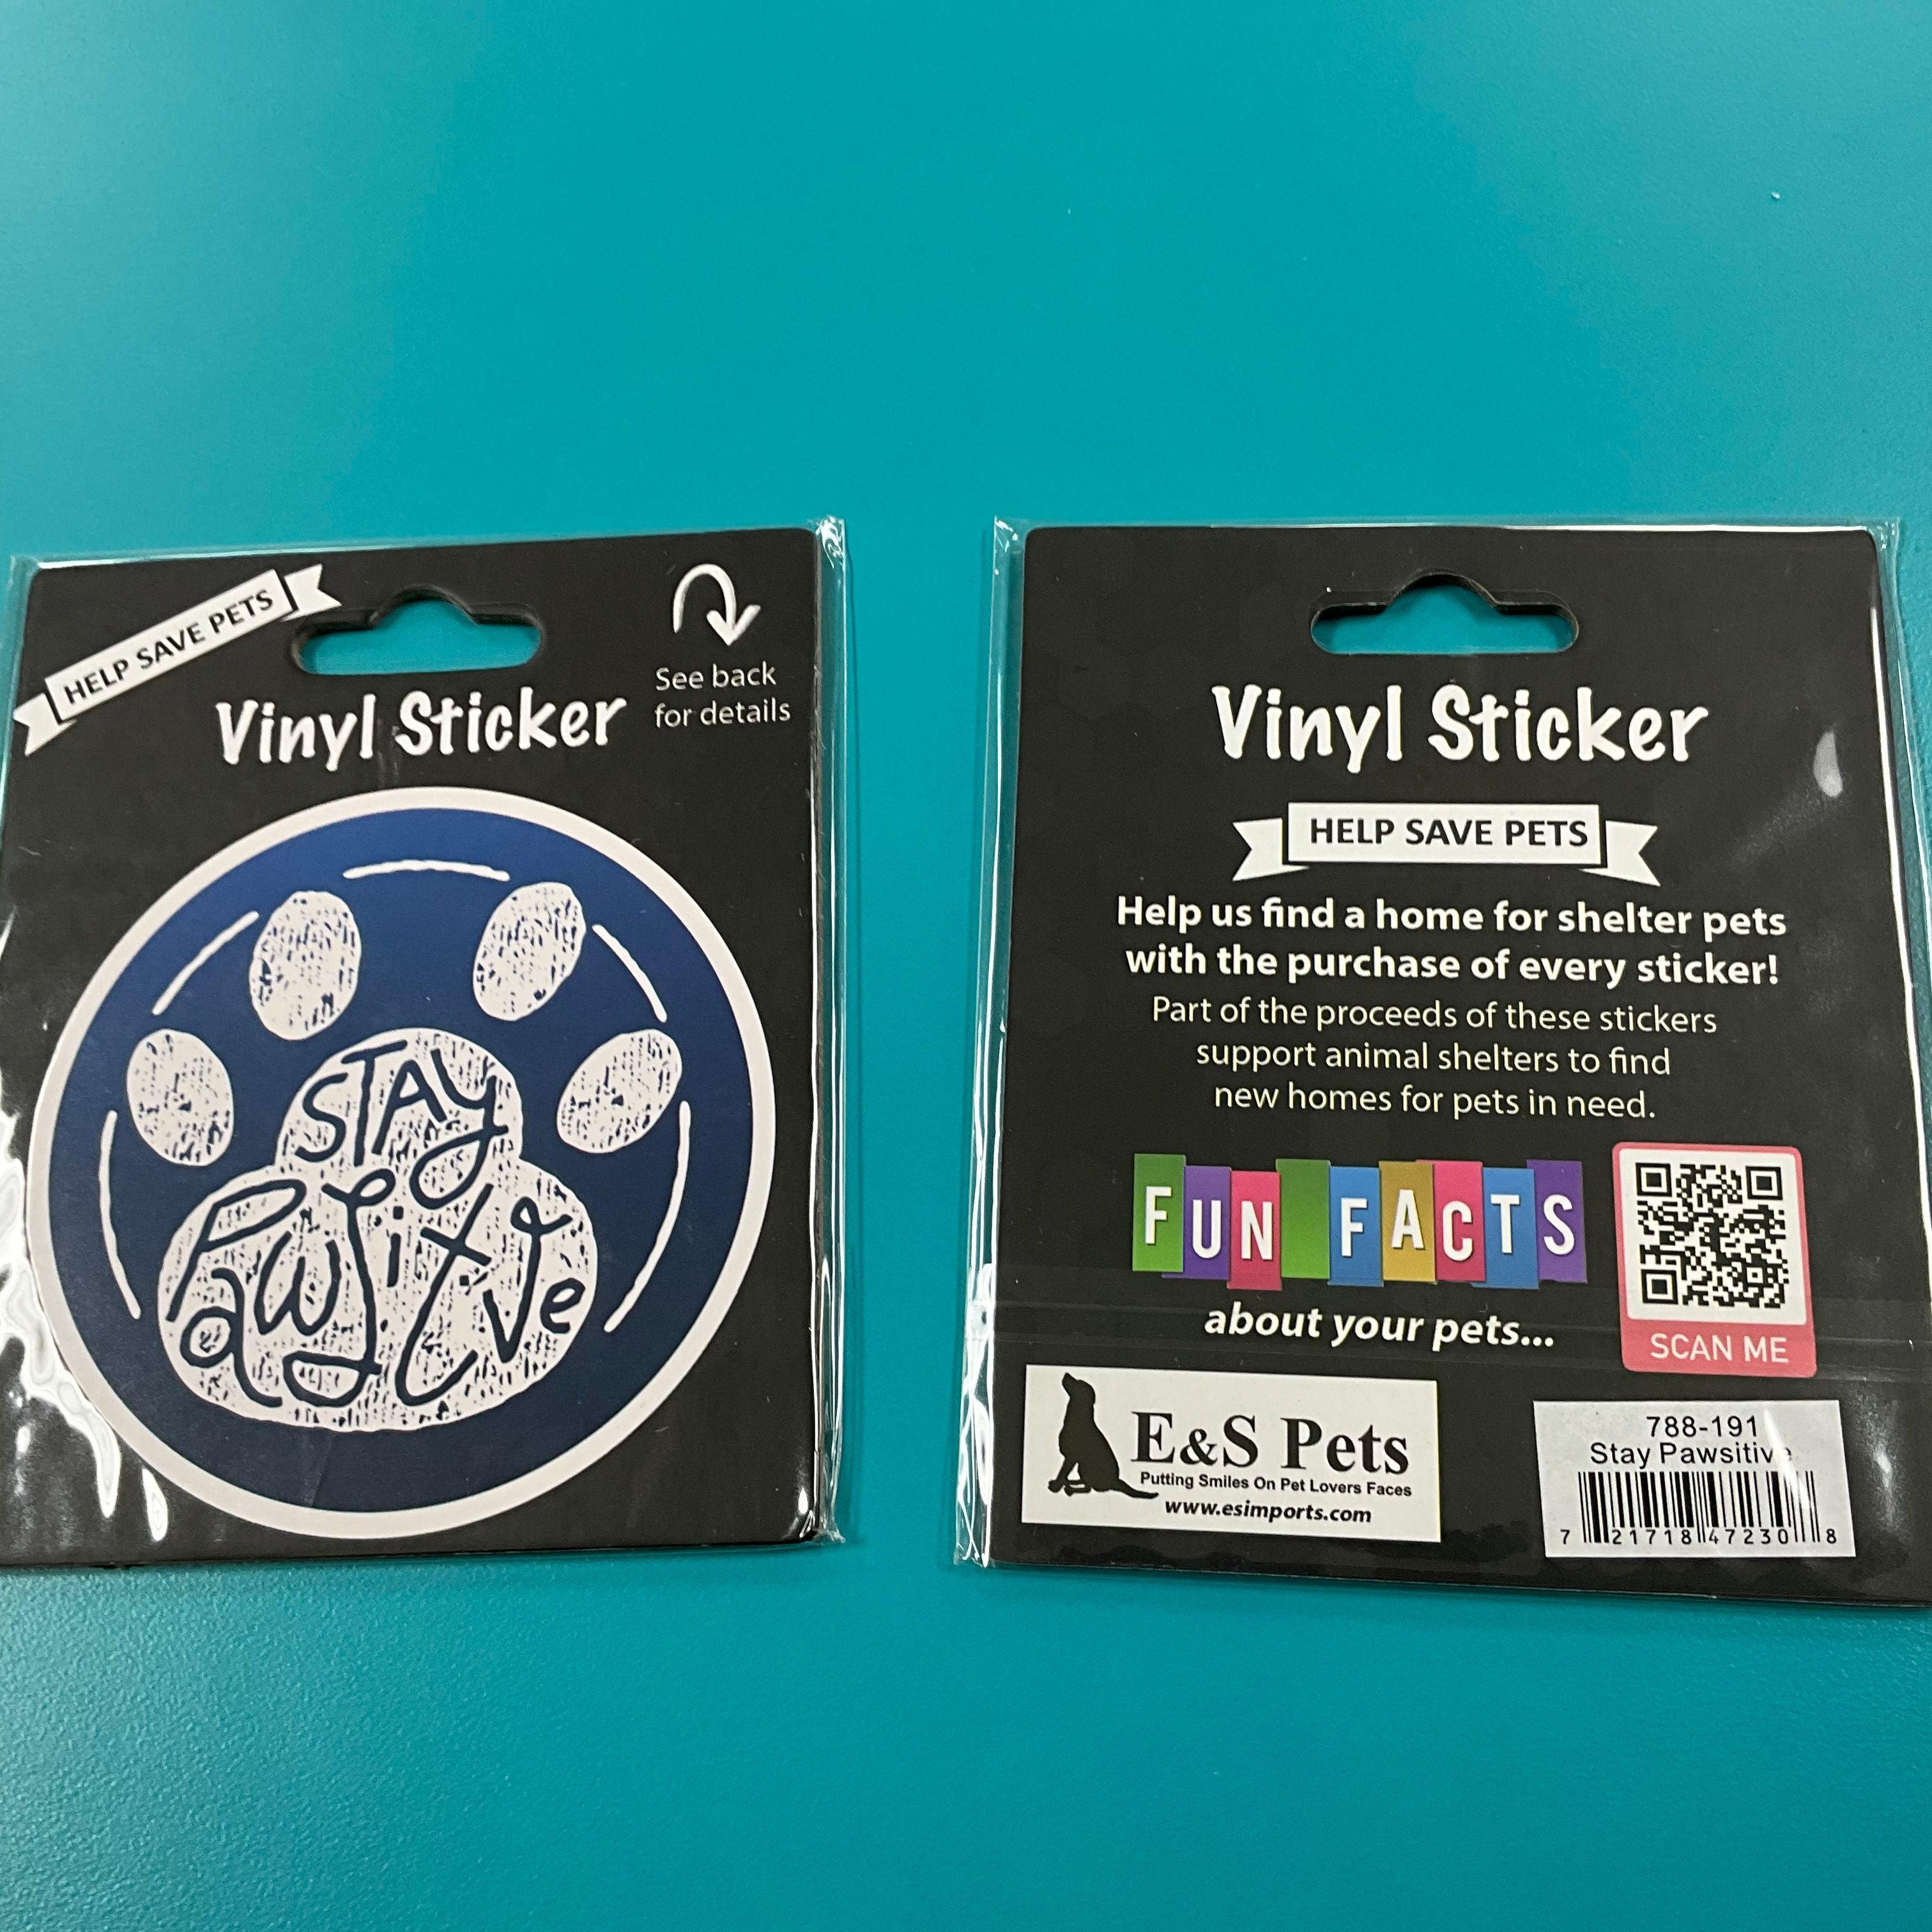 HELP SAVE PETS
See back
for details
Vinyl Sticker
STAY
Pawsitive
Vinyl Sticker
HELP SAVE PETS
Help us find a home for shelter pets
with the purchase of every sticker!
Part of the proceeds of these stickers
support animal shelters to find
new homes for pets in need.
FUN FACTS
about your pets...
SCAN ME
E&S Pets
Putting Smiles On Pet Lovers Faces
www.esimports.com
788-191
Stay Pawsitive
7 21718 47230 8